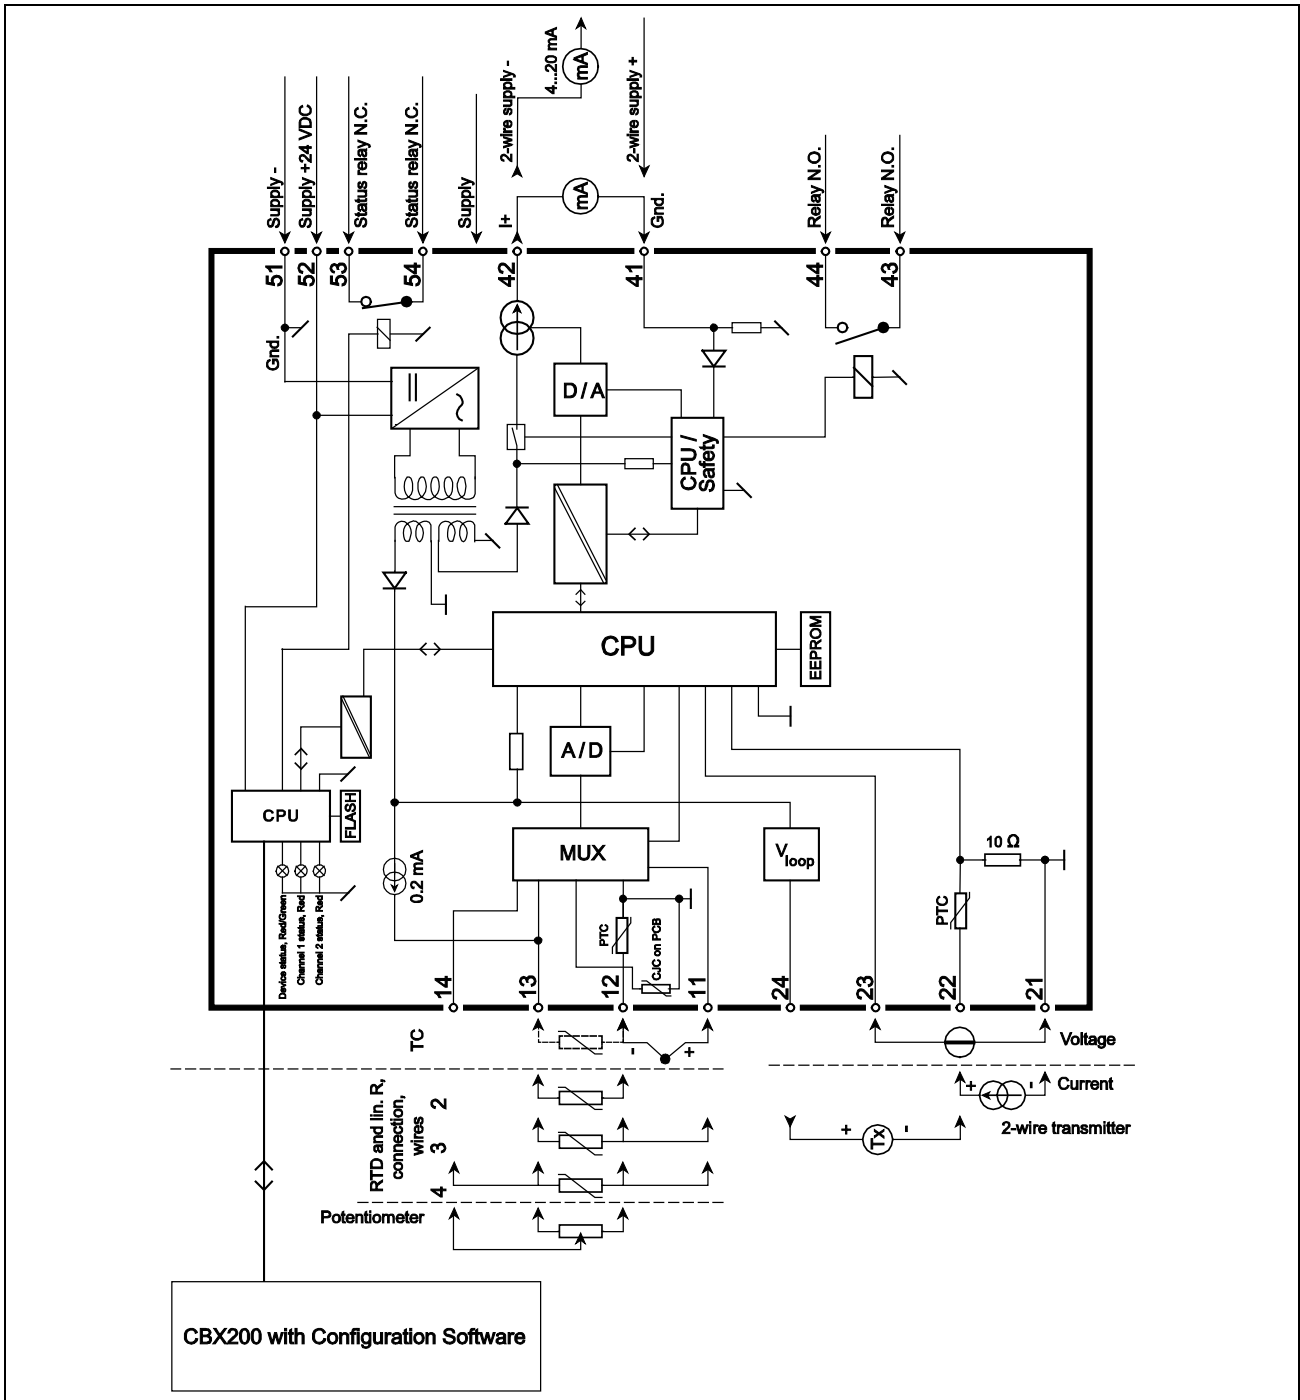 Supply -
Supply +24 VDC
Status relay N.C.
Status relay N.C.
Supply
2-wire supply -
4...20 mA
mA
2-wire supply +
I+
mA
Gnd.
Relay N.O.
Relay N.O.
51
52
53
54
42
41
44
43
Gnd.
D / A
CPU /
Safety
CPU
EEPROM
A / D
CPU
FLASH
MUX
Vloop
10 Ω
0.2 mA
PTC
CJC on PCB
PTC
Device status, Red/Green
Channel 1 status, Red
Channel 2 status, Red
14
13
12
11
24
23
22
21
TC
-
+
Voltage
RTD and lin. R,
connection,
wires
2
3
4
+
-
Current
+
Tx
-
2-wire transmitter
Potentiometer
CBX200 with Configuration Software